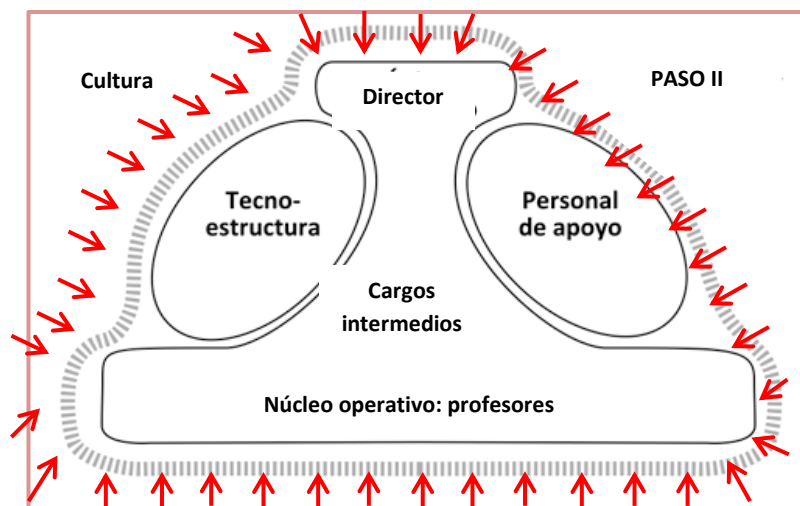 Cultura
PASO II
Director
Tecno-
estructura
Personal
de apoyo
Cargos
intermedios
Núcleo operativo: profesores